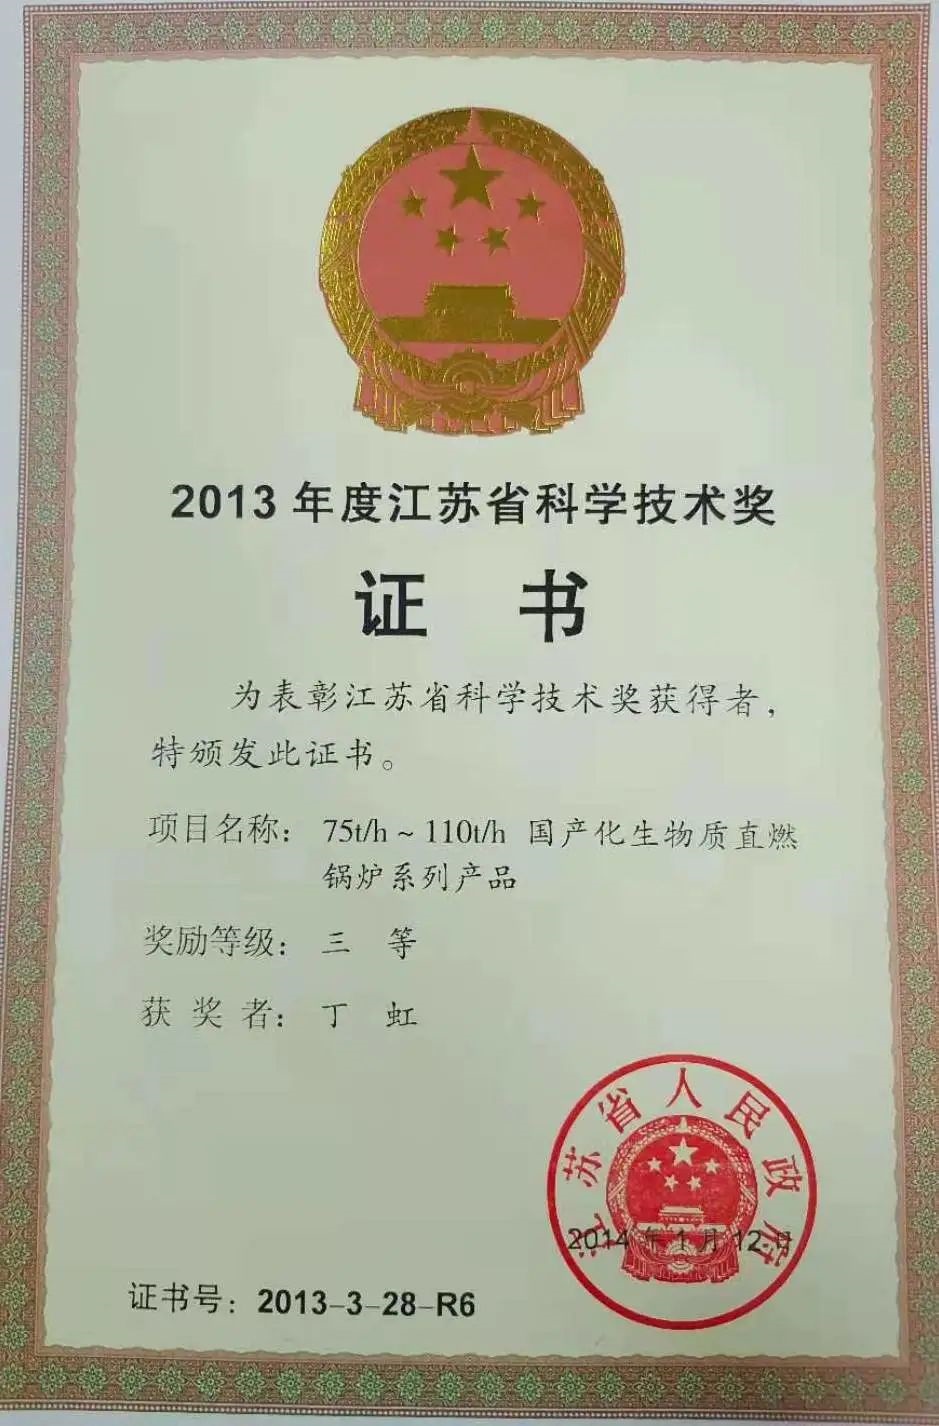 2013 年度江苏省科学技术奖
证 书
为表彰江苏省科学技术奖获得者，
特颁发此证书。
项目名称： 75t/h ~ 110t/h 国产化生物质直燃
锅炉系列产品
奖励等级： 三 等
获 奖 者： 丁 虹
江苏省人民政府
2014 年 1 月 12 日
证书号：2013-3-28-R6